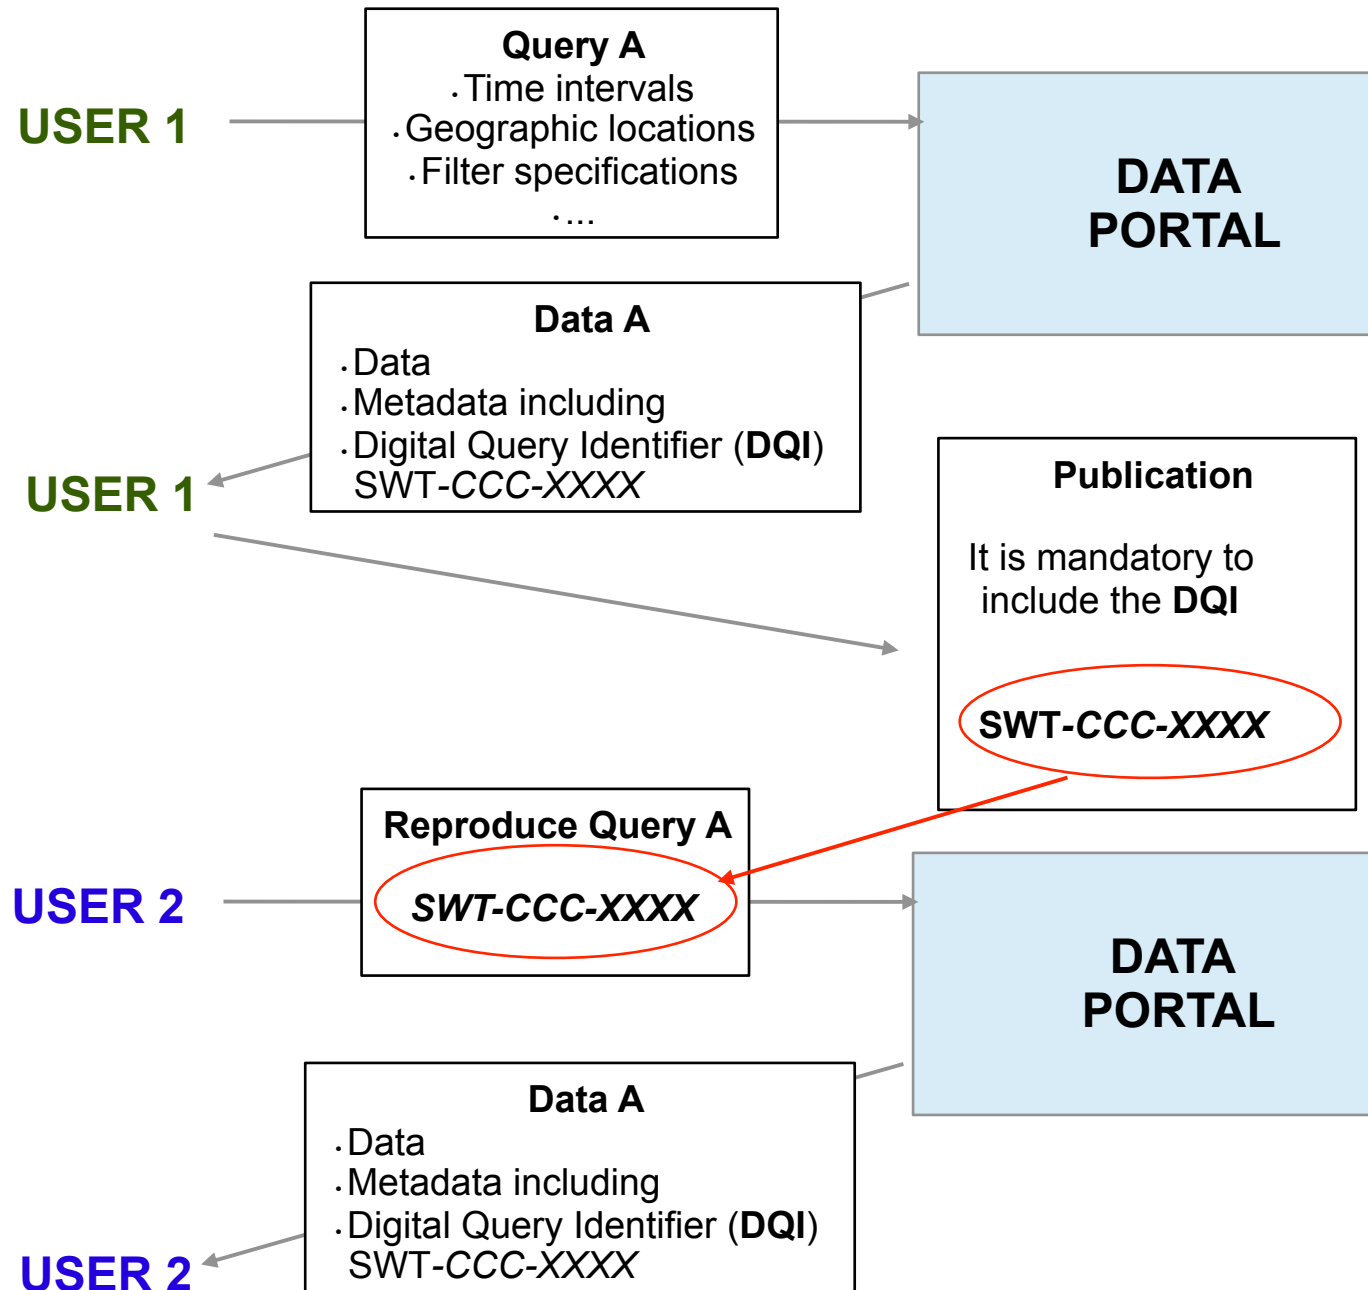 Query A
· Time intervals
USER 1
· Geographic locations
· Filter specifications
· ...
DATA
PORTAL
Data A
· Data
· Metadata including
· Digital Query Identifier (DQI)
SWT-CCC-XXXX
USER 1
Publication
It is mandatory to
include the DQI
SWT-CCC-XXXX
Reproduce Query A
USER 2
SWT-CCC-XXXX
DATA
PORTAL
Data A
· Data
· Metadata including
· Digital Query Identifier (DQI)
SWT-CCC-XXXX
USER 2